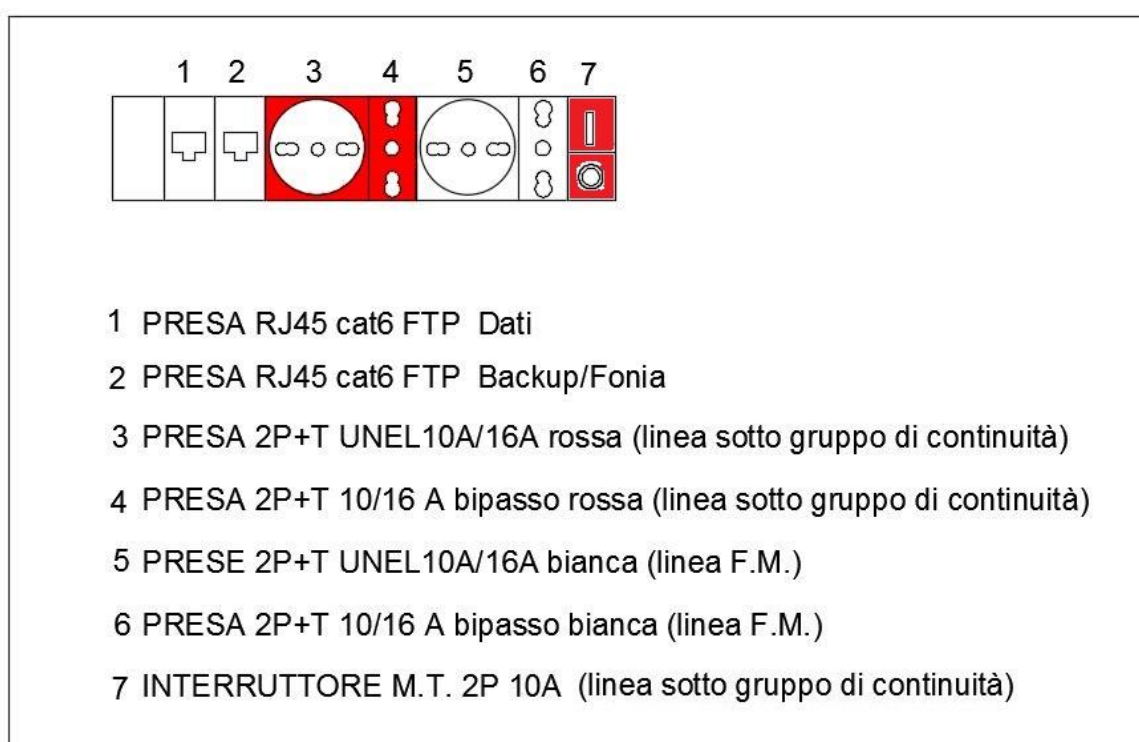 1 2 3 4 5 6 7
1 PRESA RJ45 cat6 FTP Dati
2 PRESA RJ45 cat6 FTP Backup/Fonia
3 PRESA 2P+T UNEL10A/16A rossa (linea sotto gruppo di continuità)
4 PRESA 2P+T 10/16 A bipasso rossa (linea sotto gruppo di continuità)
5 PRESE 2P+T UNEL10A/16A bianca (linea F.M.)
6 PRESA 2P+T 10/16 A bipasso bianca (linea F.M.)
7 INTERRUTTORE M.T. 2P 10A (linea sotto gruppo di continuità)